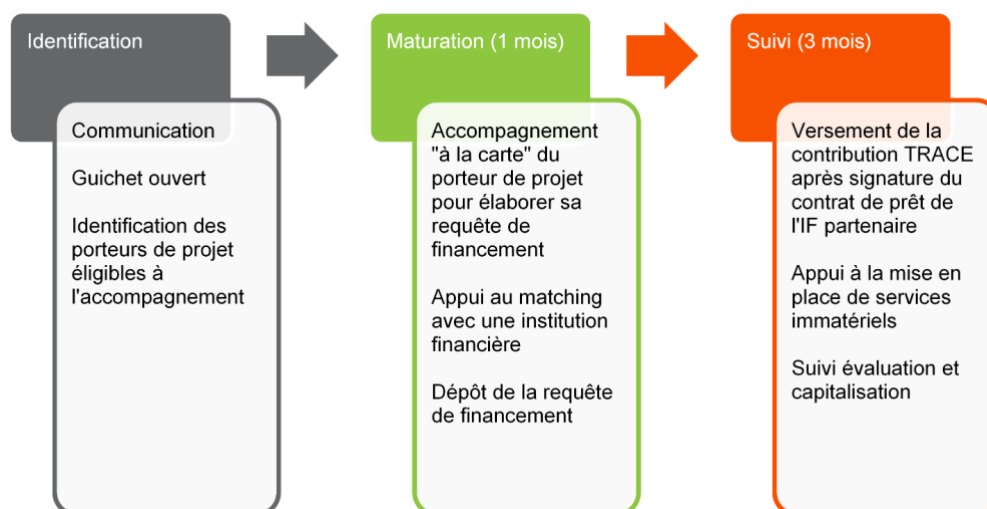 Identification
Communication
Guichet ouvert
Identification des
porteurs de projet
éligibles à
l'accompagnement
Maturation (1 mois)
Accompagnement
"à la carte" du
porteur de projet
pour élaborer sa
requête de
financement
Appui au matching
avec une institution
financière
Dépôt de la requête
de financement
Suivi (3 mois)
Versement de la
contribution TRACE
après signature du
contrat de prêt de
l'IF partenaire
Appui à la mise en
place de services
immatériels
Suivi évaluation et
capitalisation